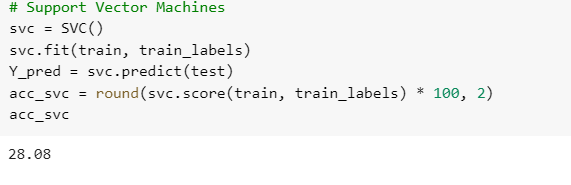 # Support Vector Machines
svc = SVC()
svc.fit(train, train_labels)
Y_pred = svc.predict(test)
acc_svc = round(svc.score(train, train_labels) * 100, 2)
acc_svc
28.08